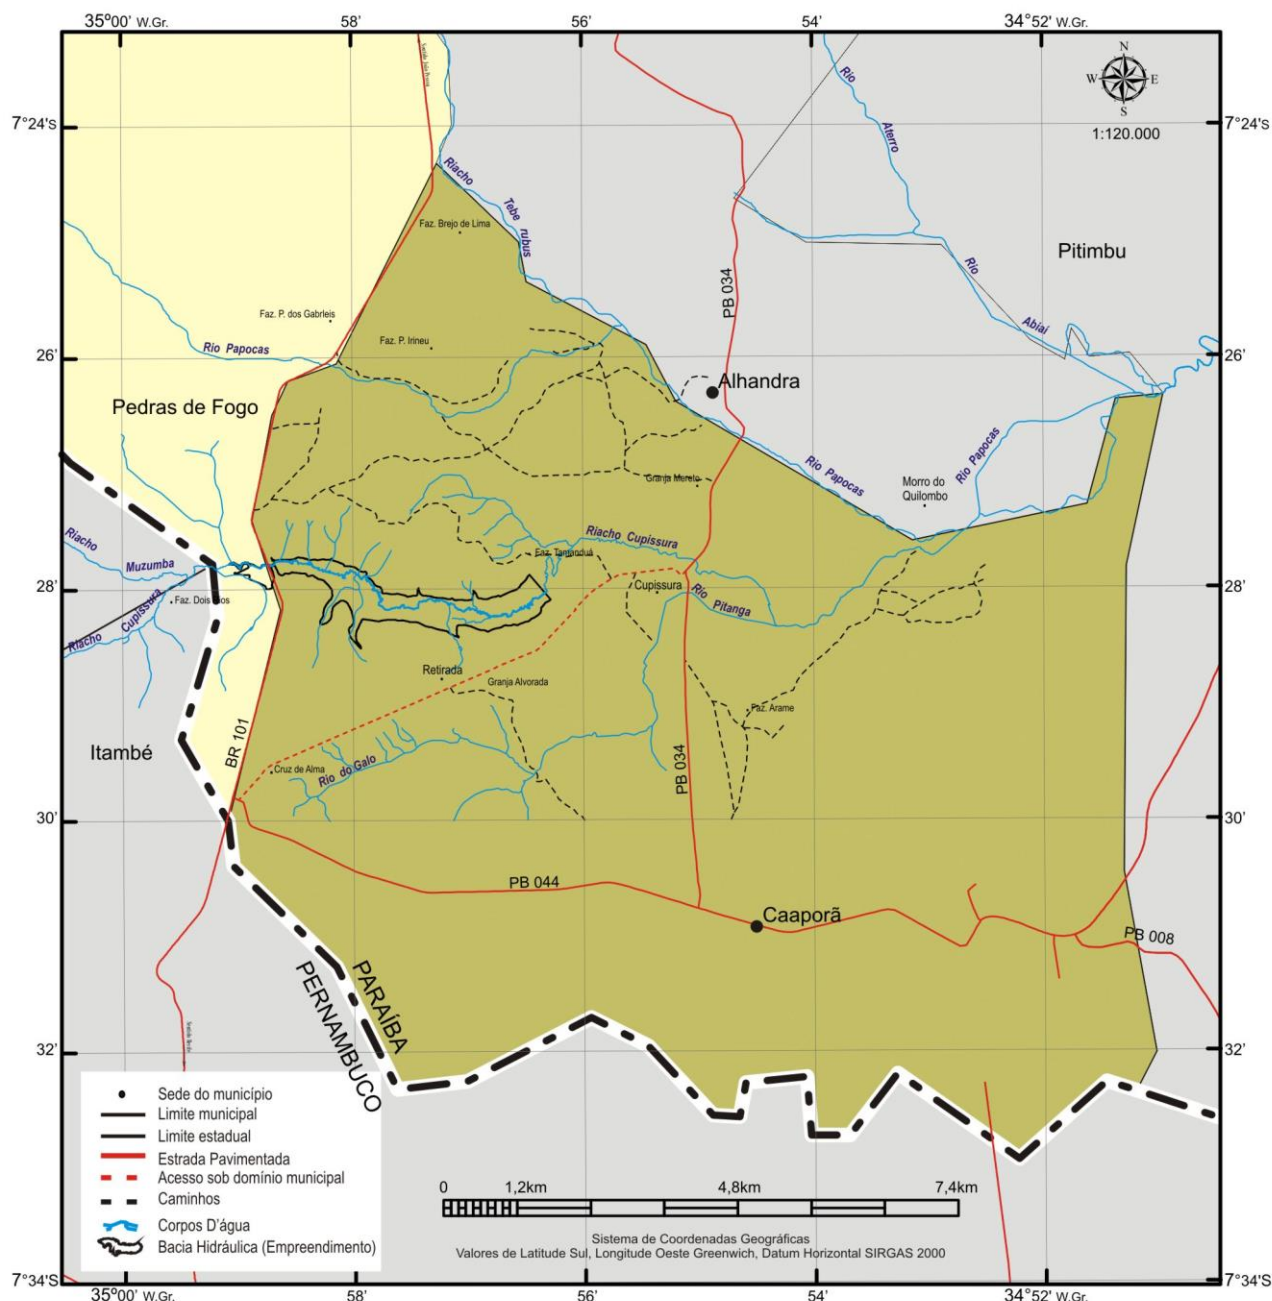 35°00' W.Gr.
58'
56'
54'
34°52' W.Gr.
N
W
E
S
1:120.000
7°24'S
7°24'S
Riacho
Tebe rubus
Rio
Aterro
Faz. Brejo de Lima
Pitimbu
Rio
Abiai
PB 034
Faz. P. dos Gabrleis
Faz. P. Irineu
Rio Papocas
26'
26'
Alhandra
Pedras de Fogo
Rio Papocas
Rio Papocas
Granja Merelo
Morro do
Quilombo
Riacho
Muzumba
Riacho Cupissura
Faz. Tamanduá
28'
28'
Cupissura
Rio Pitanga
Faz. Dois Rios
Riacho Cupissura
Retirada
Granja Alvorada
Faz. Arame
Itambé
BR 101
Cruz de Alma
Rio do Galo
PB 034
30'
30'
PB 044
Caaporã
PB 008
PARAÍBA
PERNAMBUCO
32'
32'
Sede do município
Limite municipal
Limite estadual
Estrada Pavimentada
Acesso sob domínio municipal
Caminhos
Corpos D'água
Bacia Hidráulica (Empreendimento)
0 1,2km 4,8km 7,4km
Sistema de Coordenadas Geográficas
Valores de Latitude Sul, Longitude Oeste Greenwich, Datum Horizontal SIRGAS 2000
7°34'S
7°34'S
35°00' W.Gr.
58'
56'
54'
34°52' W.Gr.